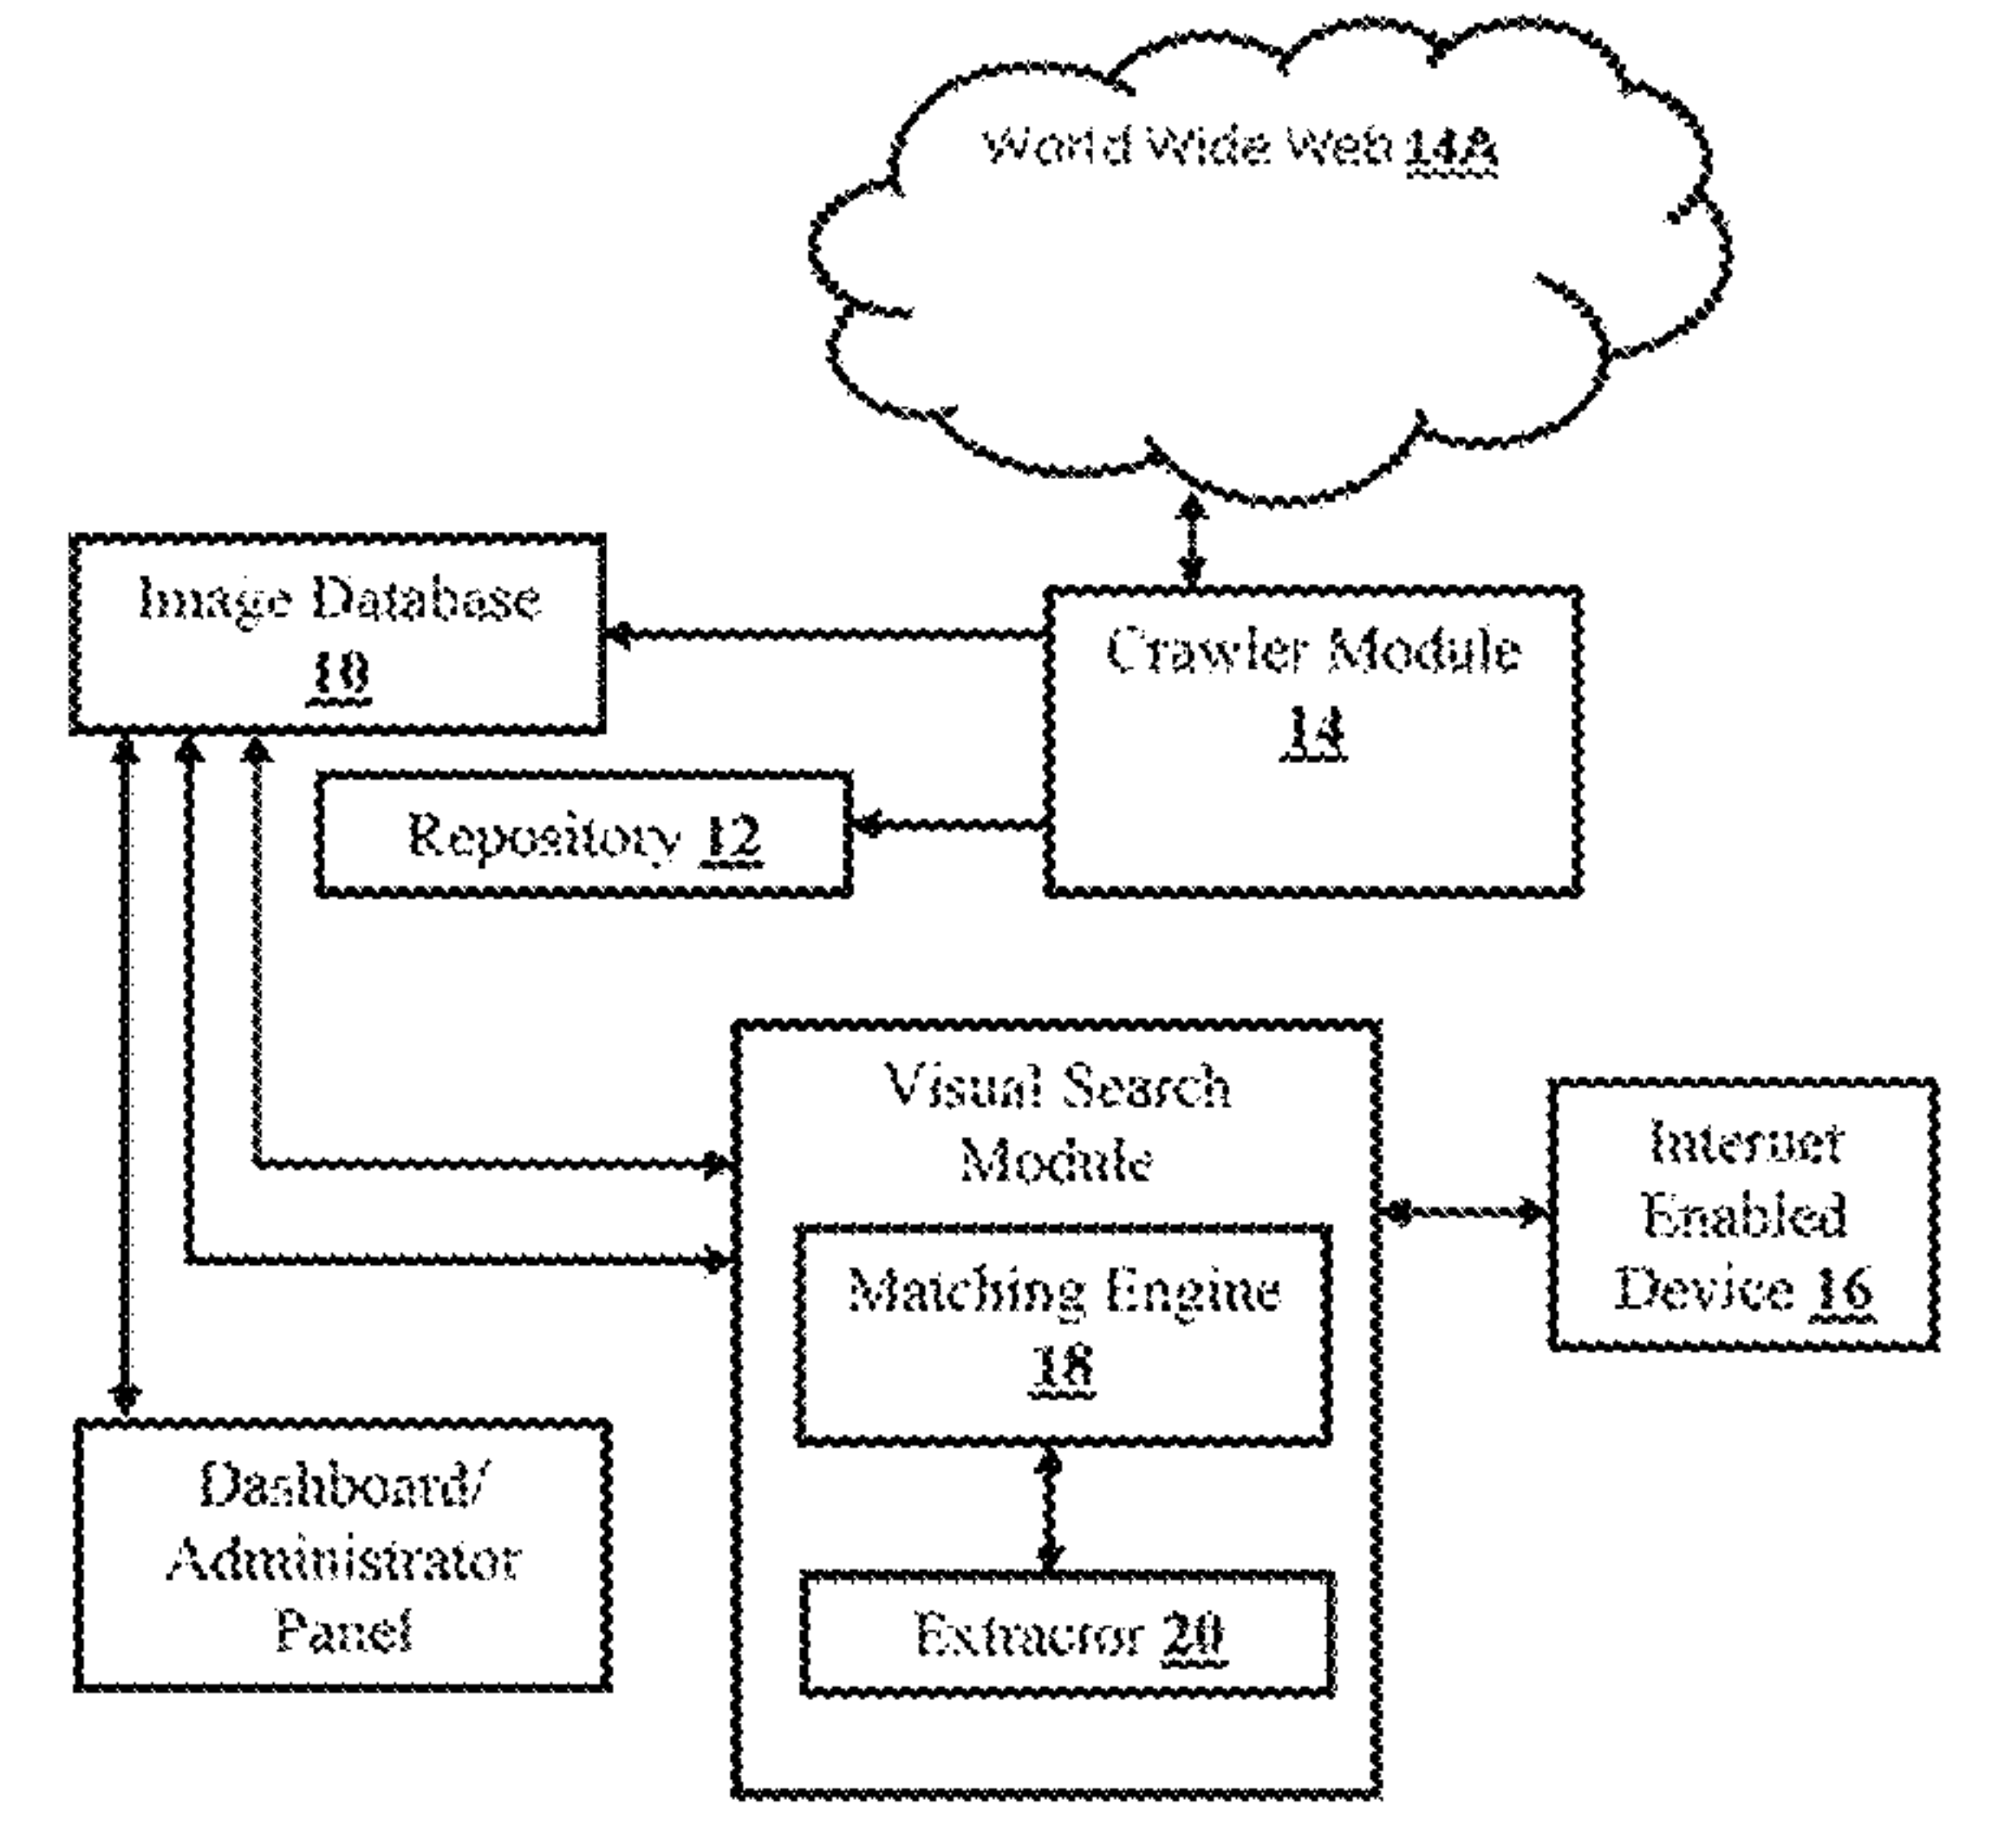 World Wide Web 14A
Image Database
10
Crawler Module
14
Repository 12
Visual Search
Module
Internet
Enabled
Device 16
Matching Engine
18
Dashboard/
Administrator
Panel
Extractor 20